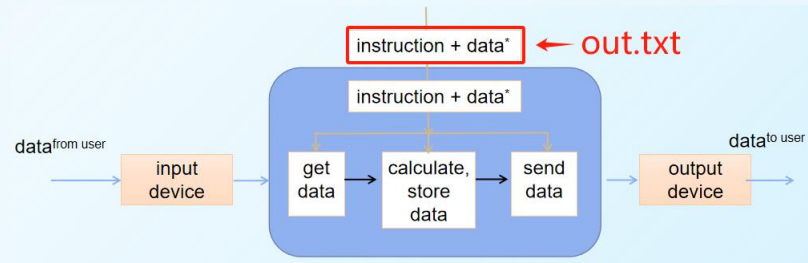 instruction + data*
out.txt
instruction + data*
data from user
data to user
input
device
get
data
calculate,
store
data
send
data
output
device